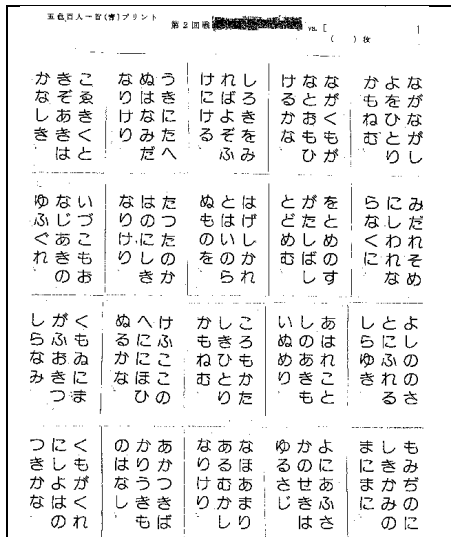 五色百人一首(青)プリント
第2回戦
vs. [ ]
( )枚
ながながし
よをひとり
かもねむ
ながくもが
なとおもひ
けるかな
しろきをみ
ればよぞふ
けにける
うきにたへ
ぬはなみだ
なりけり
こゑきくと
きぞあきは
かなしき
みだれそめ
にしわれな
らなくに
をとめのす
がたしばし
とどめむ
はげしかれ
とはいのら
ぬものを
たつたのか
はのにしき
なりけり
いづこもお
なじあきの
ゆふぐれ
よしののさ
とにふれる
しらゆき
あはれこと
しのあきも
いぬめり
ころもかた
しきひとり
かもねむ
けふここの
へににほひ
ぬるかな
くもゐにま
がふおきつ
しらなみ
もみぢのに
しきかみの
まにまに
よにあふさ
かのせきは
ゆるさじ
なほあまり
あるむかし
なりけり
あかつきば
かりうきも
のはなし
くもがくれ
にしよはの
つきかな